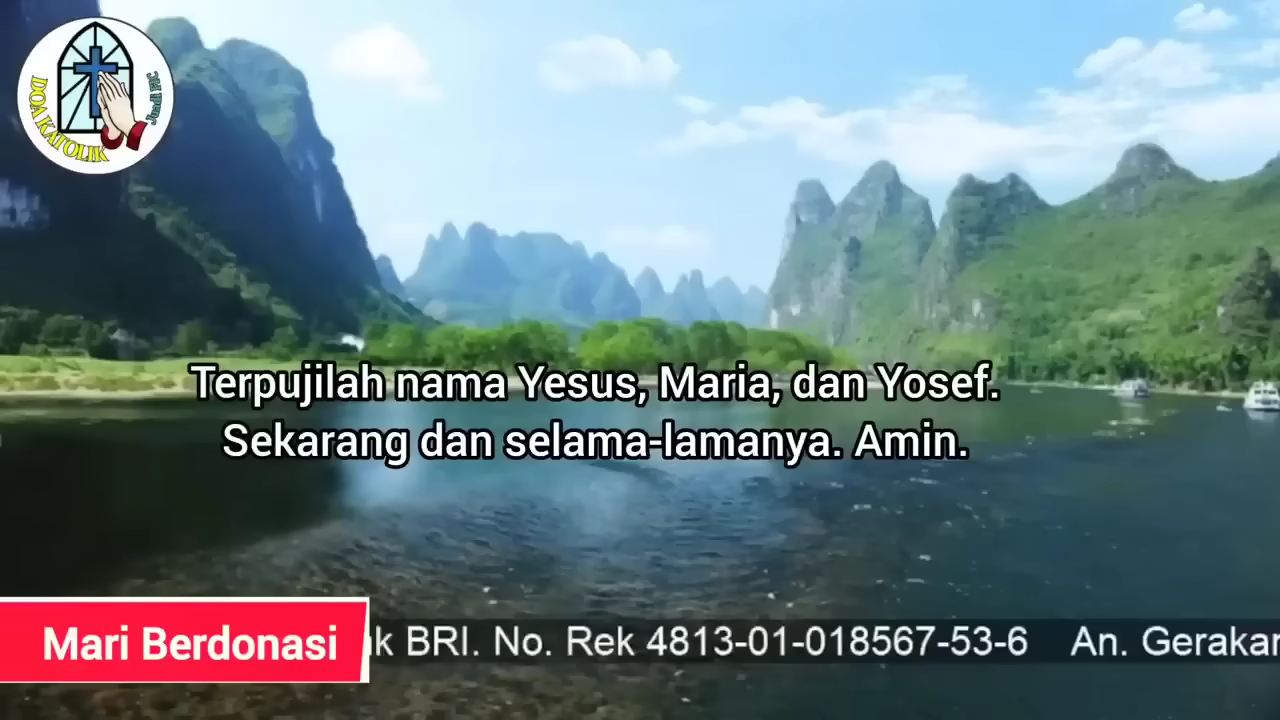 DOA KATOLIK
Terpujilah nama Yesus, Maria, dan Yosef.
Sekarang dan selama-lamanya. Amin.
Mari Berdonasi
BRI. No. Rek 4813-01-018567-53-6 An.